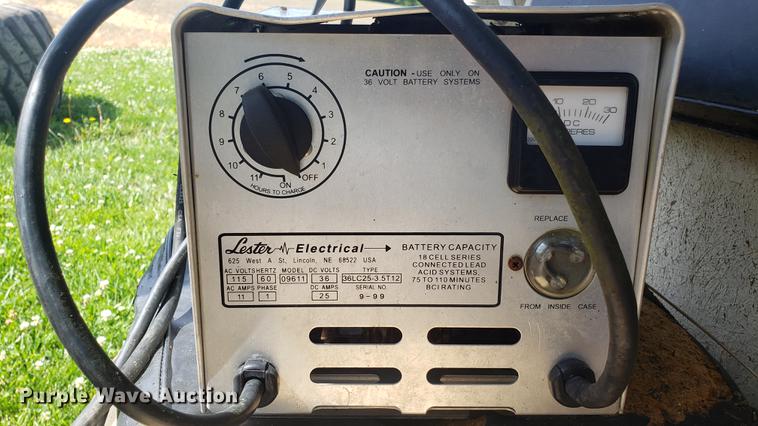 CAUTION - USE ONLY ON
36 VOLT BATTERY SYSTEMS
6
5
7
4
8
3
9
2
10
1
11
ON
OFF
HOURS TO CHARGE
10 20 30
DC
REPLACE
FROM INSIDE CASE
Lester Electrical
625 West A St. Lincoln, NE 68522 USA
AC VOLTS HERTZ MODEL DC VOLTS TYPE
115 60 09611 36 36LC25-3.5T12
AC AMPS PHASE DC AMPS SERIAL NO.
11 1 25 9-99
BATTERY CAPACITY
18 CELL SERIES
CONNECTED LEAD
ACID SYSTEMS,
75 TO 110 MINUTES
BCI RATING
Purple Wave Auction